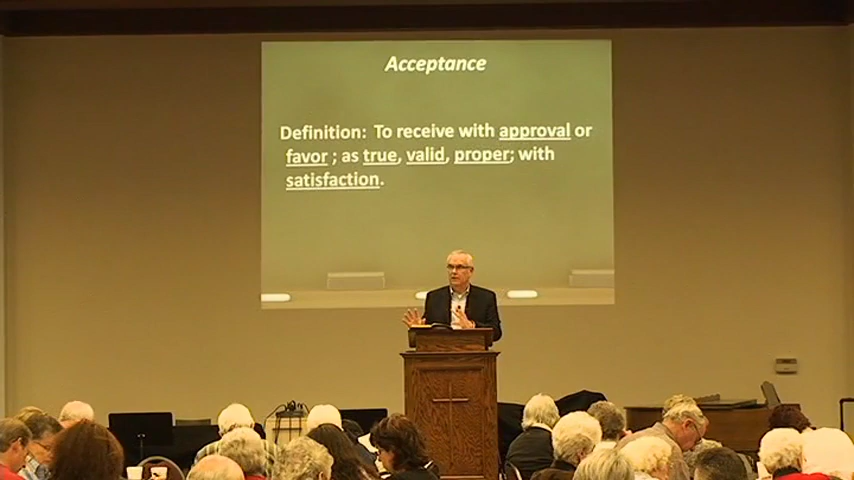 Acceptance
Definition: To receive with approval or
favor ; as true, valid, proper; with
satisfaction.